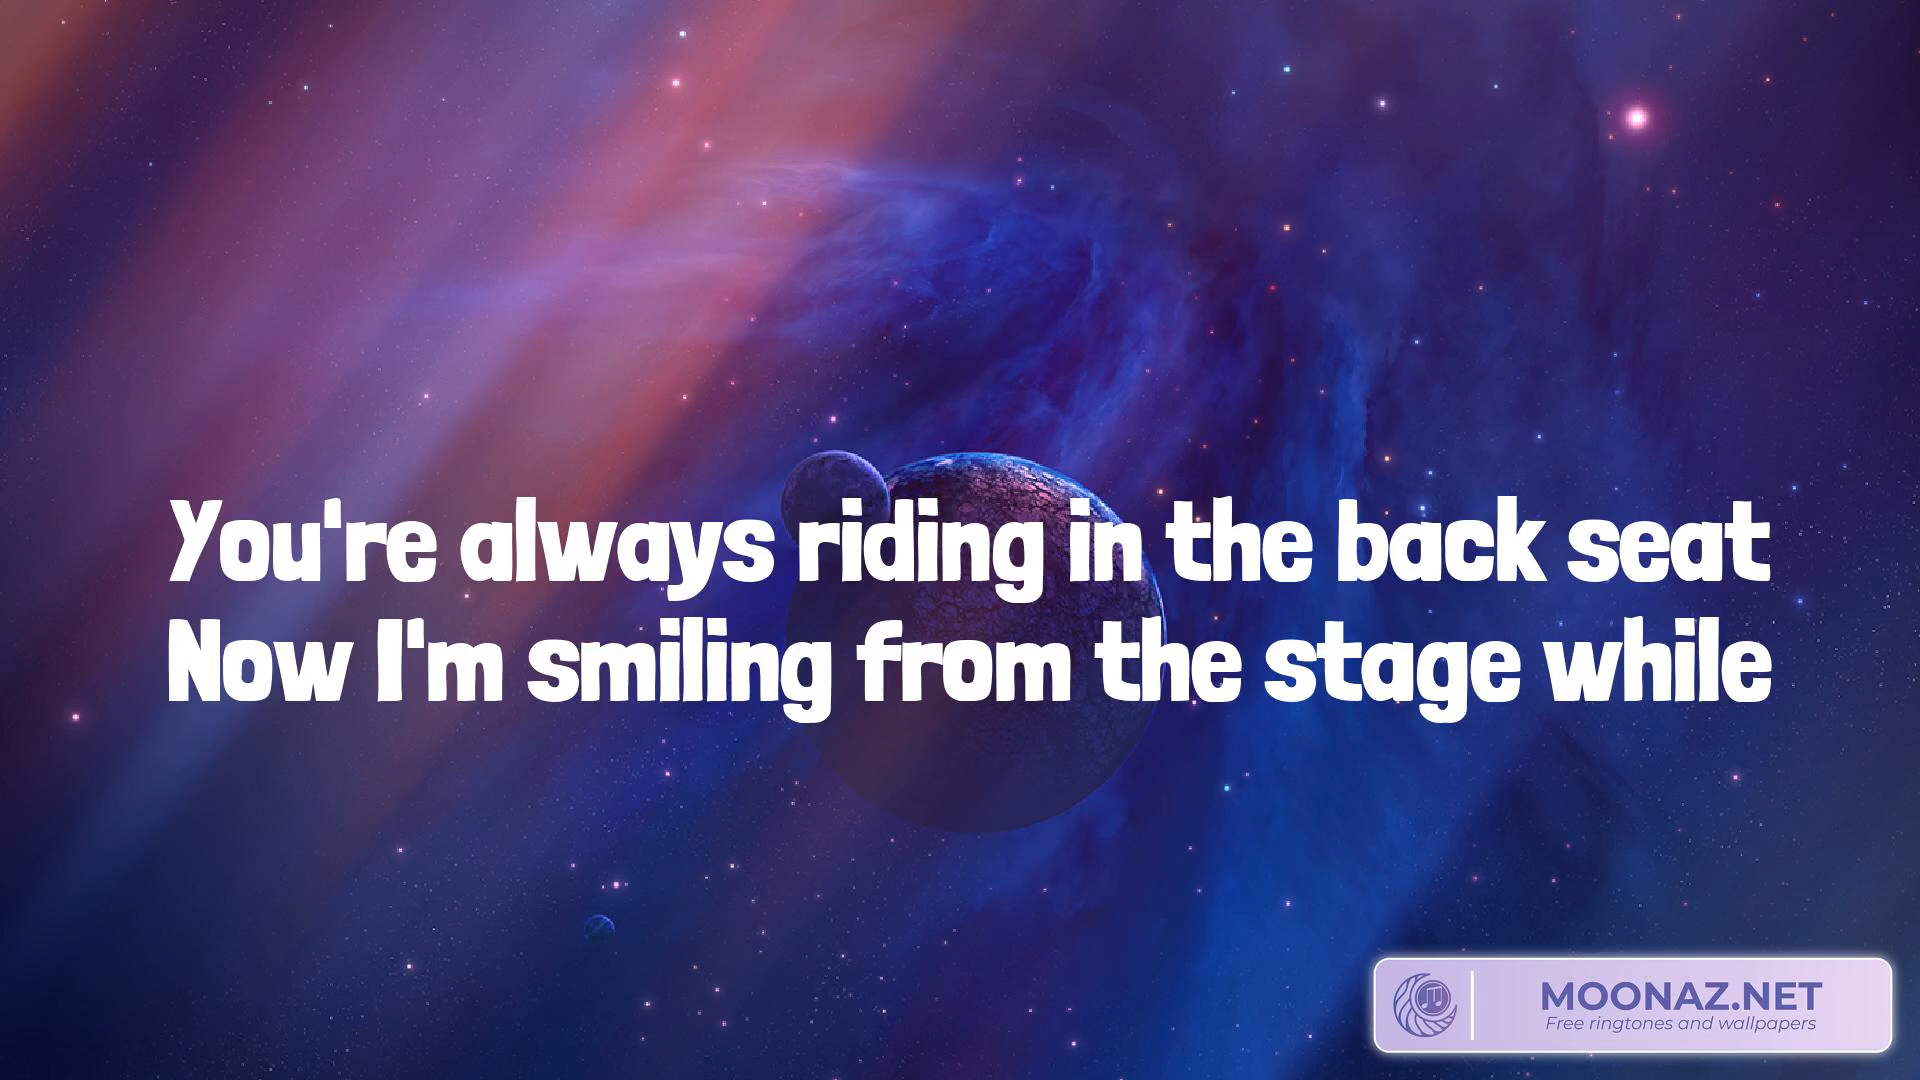 You're always riding in the back seat
Now I'm smiling from the stage while
MOONAZ.NET
Free ringtones and wallpapers